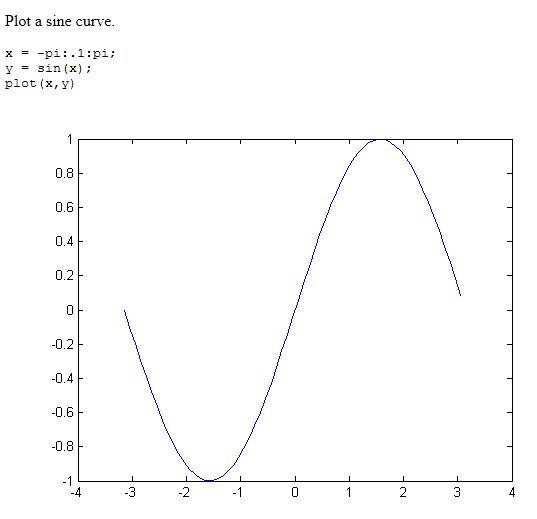 Plot a sine curve.
x = -pi:.1:pi;
y = sin(x);
plot(x,y)
1
0.8
0.6
0.4
0.2
0
-0.2
-0.4
-0.6
-0.8
-1
-4 -3 -2 -1 0 1 2 3 4